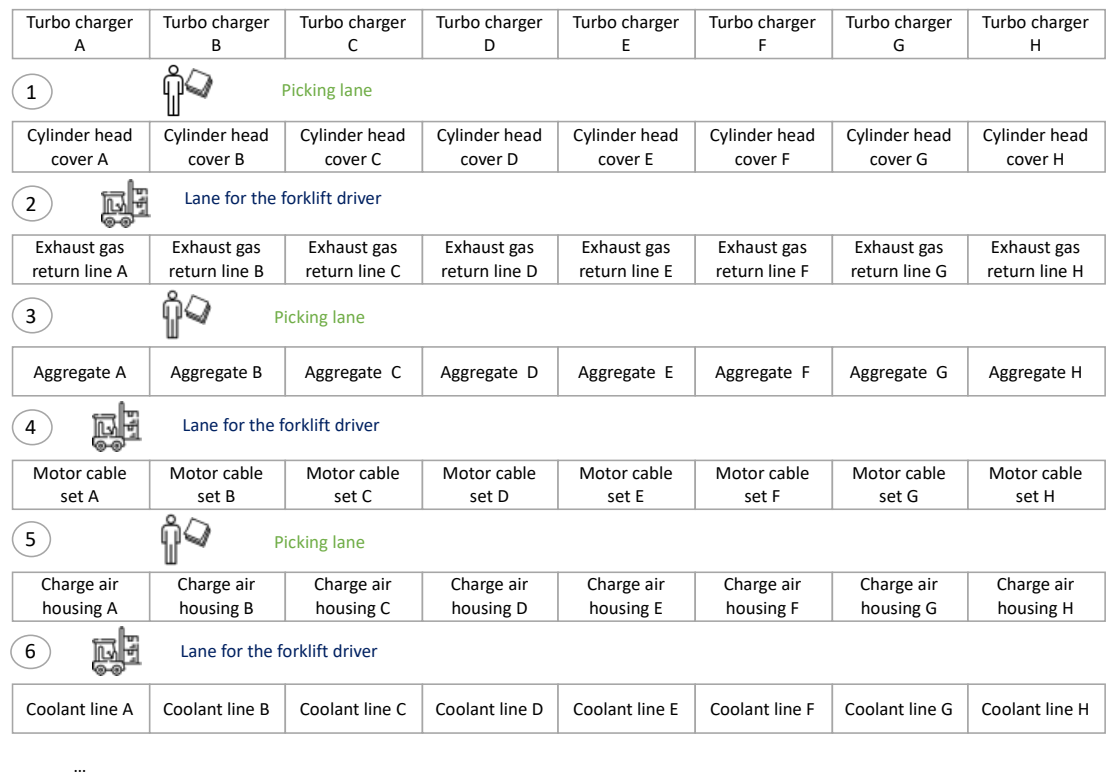 Turbo charger A Turbo charger B Turbo charger C Turbo charger D Turbo charger E Turbo charger F Turbo charger G Turbo charger H
1 Picking lane
Cylinder head cover A Cylinder head cover B Cylinder head cover C Cylinder head cover D Cylinder head cover E Cylinder head cover F Cylinder head cover G Cylinder head cover H
2 Lane for the forklift driver
Exhaust gas return line A Exhaust gas return line B Exhaust gas return line C Exhaust gas return line D Exhaust gas return line E Exhaust gas return line F Exhaust gas return line G Exhaust gas return line H
3 Picking lane
Aggregate A Aggregate B Aggregate C Aggregate D Aggregate E Aggregate F Aggregate G Aggregate H
4 Lane for the forklift driver
Motor cable set A Motor cable set B Motor cable set C Motor cable set D Motor cable set E Motor cable set F Motor cable set G Motor cable set H
5 Picking lane
Charge air housing A Charge air housing B Charge air housing C Charge air housing D Charge air housing E Charge air housing F Charge air housing G Charge air housing H
6 Lane for the forklift driver
Coolant line A Coolant line B Coolant line C Coolant line D Coolant line E Coolant line F Coolant line G Coolant line H
...